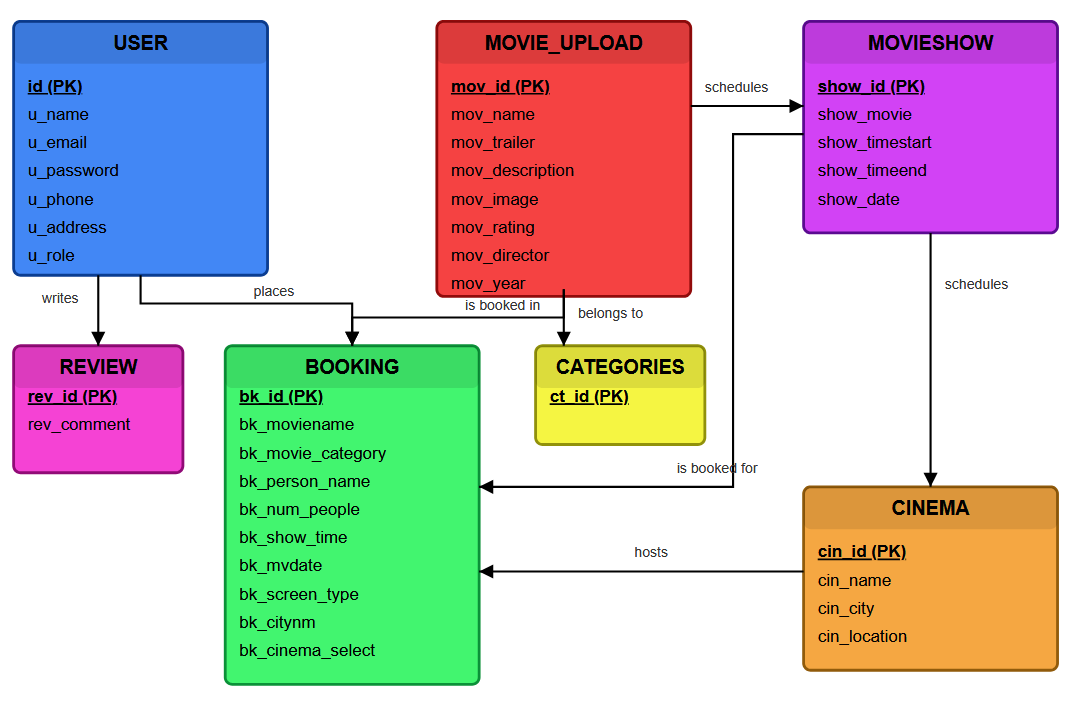 USER
id (PK)
u_name
u_email
u_password
u_phone
u_address
u_role
MOVIE_UPLOAD
mov_id (PK)
mov_name
mov_trailer
mov_description
mov_image
mov_rating
mov_director
mov_year
schedules
MOVIESHOW
show_id (PK)
show_movie
show_timestart
show_timeend
show_date
writes
places
is booked in
belongs to
schedules
REVIEW
rev_id (PK)
rev_comment
BOOKING
bk_id (PK)
bk_moviename
bk_movie_category
bk_person_name
bk_num_people
bk_show_time
bk_mvdate
bk_screen_type
bk_citynm
bk_cinema_select
CATEGORIES
ct_id (PK)
is booked for
hosts
CINEMA
cin_id (PK)
cin_name
cin_city
cin_location